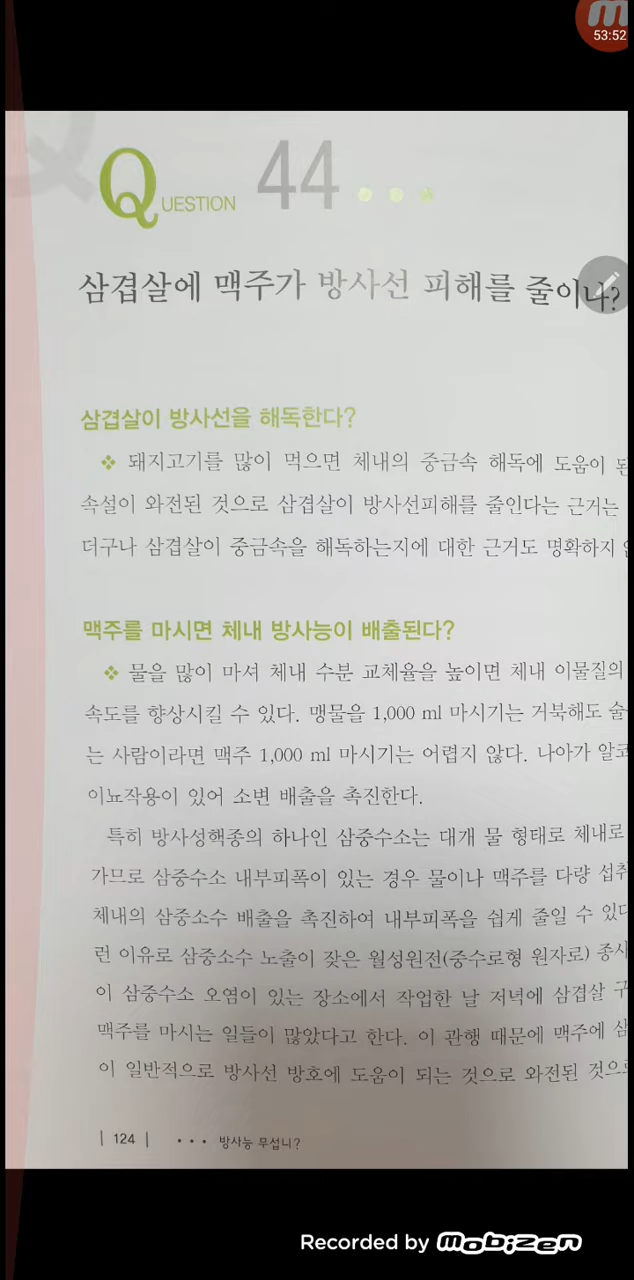 53:52
QUESTION 44
삼겹살에 맥주가 방사선 피해를 줄이나?
삼겹살이 방사선을 해독한다?
❖ 돼지고기를 많이 먹으면 체내의 중금속 해독에 도움이
속설이 와전된 것으로 삼겹살이 방사선피해를 줄인다는 근거는
더구나 삼겹살이 중금속을 해독하는지에 대한 근거도 명확하지
맥주를 마시면 체내 방사능이 배출된다?
❖ 물을 많이 마셔 체내 수분 교체율을 높이면 체내 이물질의
속도를 향상시킬 수 있다. 맹물을 1,000 ml 마시기는 거북해도 술
는 사람이라면 맥주 1,000 ml 마시기는 어렵지 않다. 나아가 알코
이뇨작용이 있어 소변 배출을 촉진한다.
특히 방사성핵종의 하나인 삼중수소는 대개 물 형태로 체내로
가므로 삼중수소 내부피폭이 있는 경우 물이나 맥주를 다량 섭취
체내의 삼중소수 배출을 촉진하여 내부피폭을 쉽게 줄일 수 있다
런 이유로 삼중소수 노출이 잦은 월성원전(중수로형 원자로) 종사
이 삼중수소 오염이 있는 장소에서 작업한 날 저녁에 삼겹살 구
맥주를 마시는 일들이 많았다고 한다. 이 관행 때문에 맥주에 삼
이 일반적으로 방사선 방호에 도움이 되는 것으로 와전된 것으로
| 124 | • • • 방사능 무섭니?
Recorded by mobizen